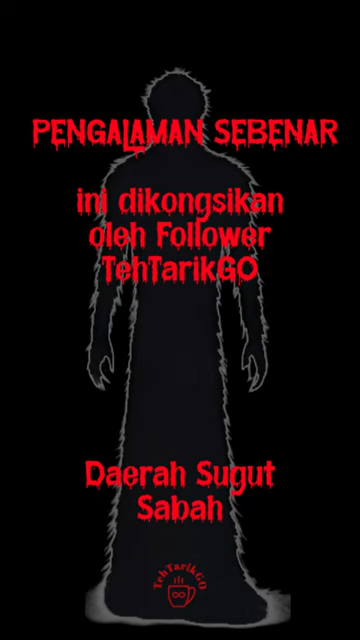 PENGALAMAN SEBENAR
ini dikongsikan
oleh Follower
TehTarikGO
Daerah Sugut
Sabah
TehTarikGO